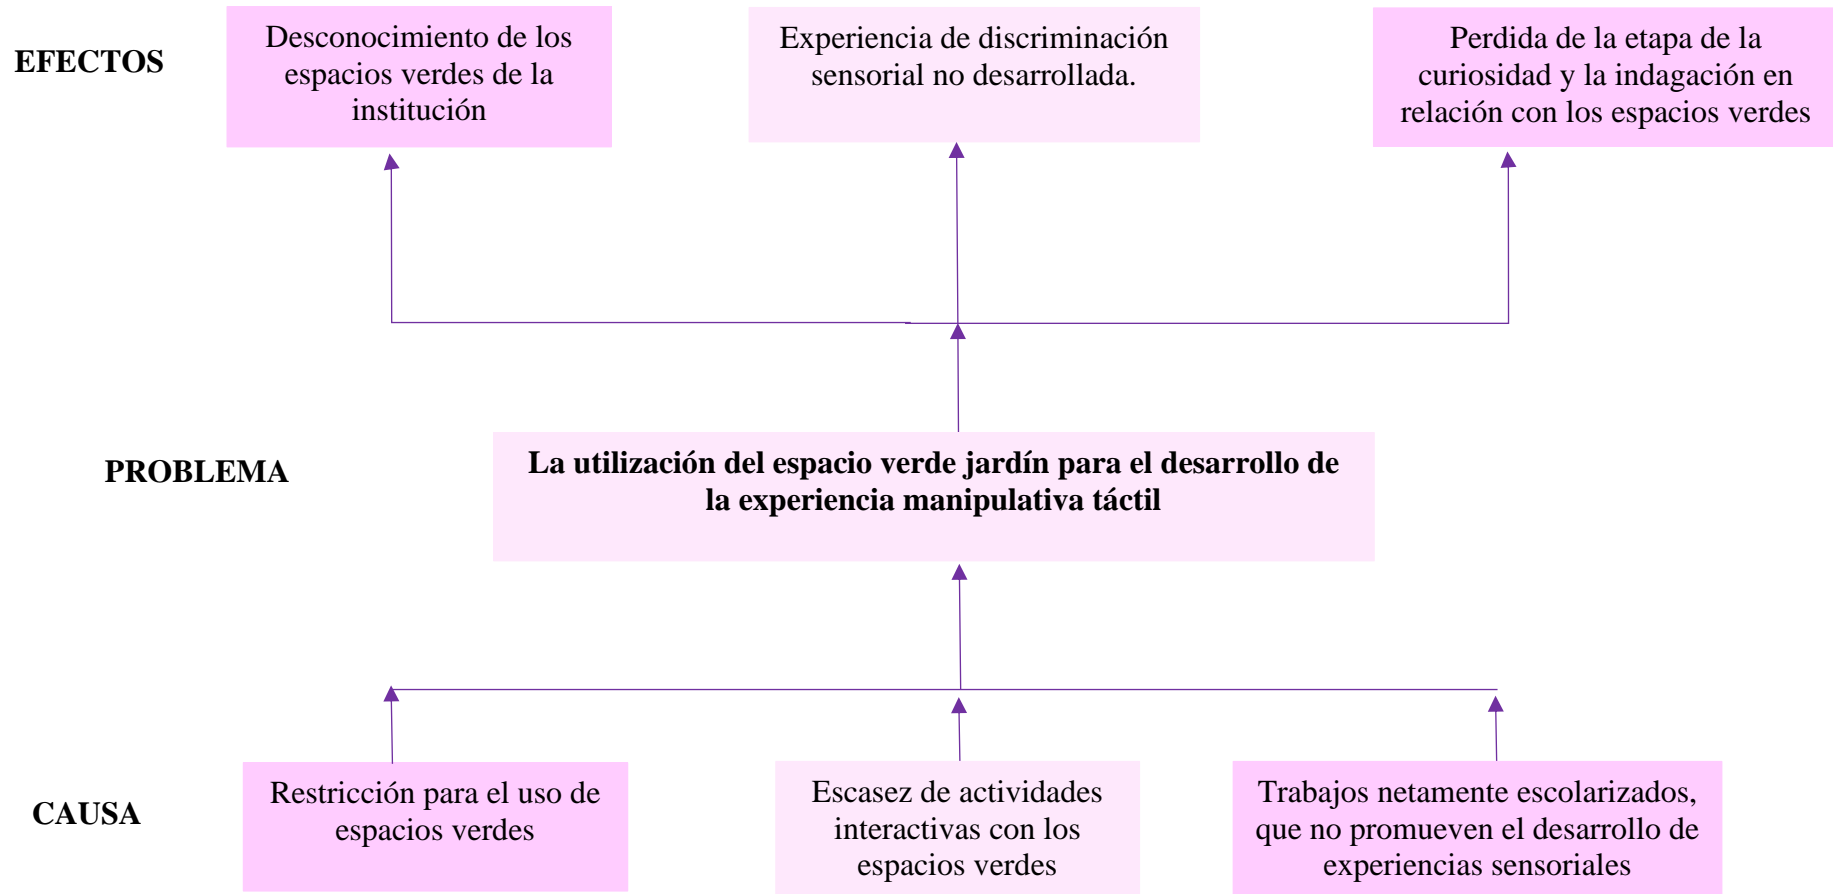 EFECTOS
Desconocimiento de los
espacios verdes de la
institución
Experiencia de discriminación
sensorial no desarrollada.
Perdida de la etapa de la
curiosidad y la indagación en
relación con los espacios verdes
PROBLEMA
La utilización del espacio verde jardín para el desarrollo de
la experiencia manipulativa táctil
CAUSA
Restricción para el uso de
espacios verdes
Escasez de actividades
interactivas con los
espacios verdes
Trabajos netamente escolarizados,
que no promueven el desarrollo de
experiencias sensoriales